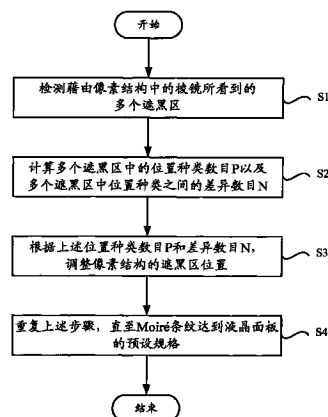 开始
检测藉由像素结构中的棱镜所看到的
多个遮黑区
S1
计算多个遮黑区中的位置种类数目P以及
多个遮黑区中位置种类之间的差异数目N
S2
根据上述位置种类数目P和差异数目N,
调整像素结构的遮黑区位置
S3
重复上述步骤，直至Moiré条纹达到液晶面板
的预设规格
S4
结束